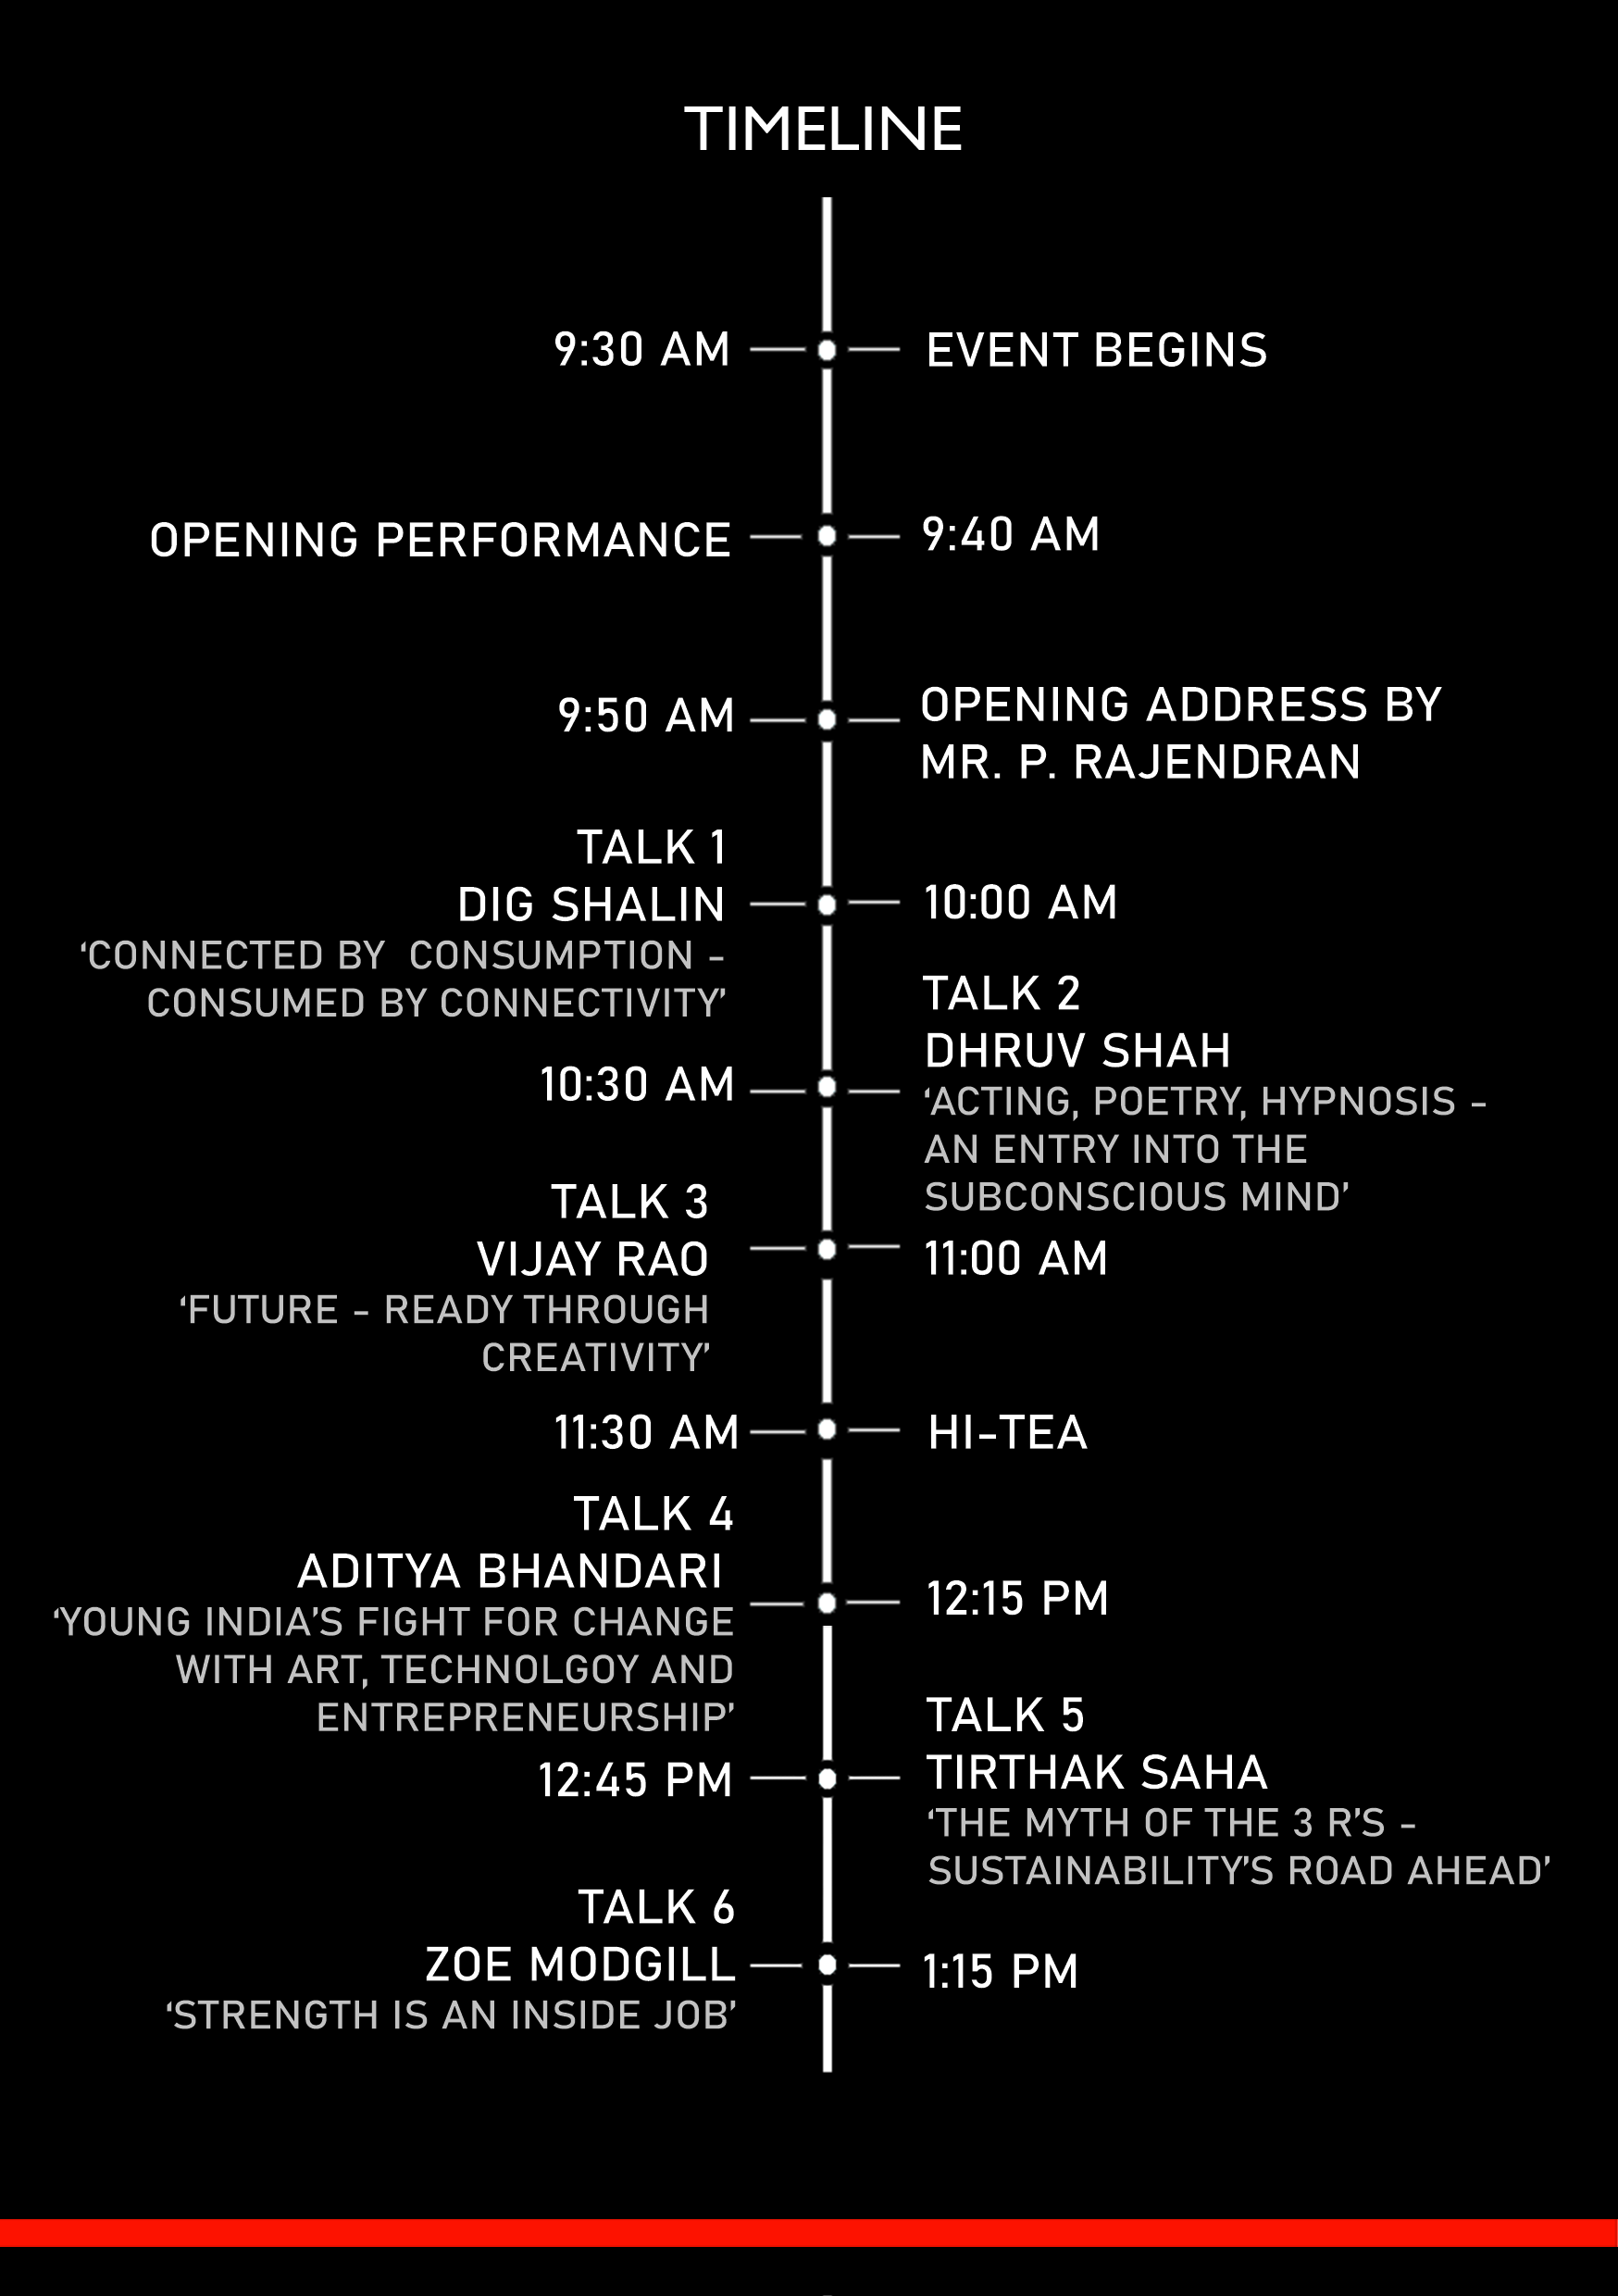 TIMELINE
9:30 AM
EVENT BEGINS
OPENING PERFORMANCE
9:40 AM
9:50 AM
OPENING ADDRESS BY
MR. P. RAJENDRAN
TALK 1
DIG SHALIN
‘CONNECTED BY CONSUMPTION -
CONSUMED BY CONNECTIVITY’
10:00 AM
10:30 AM
TALK 2
DHRUV SHAH
‘ACTING, POETRY, HYPNOSIS -
AN ENTRY INTO THE
SUBCONSCIOUS MIND’
TALK 3
VIJAY RAO
‘FUTURE - READY THROUGH
CREATIVITY’
11:00 AM
11:30 AM
HI-TEA
TALK 4
ADITYA BHANDARI
‘YOUNG INDIA’S FIGHT FOR CHANGE
WITH ART, TECHNOLGOY AND
ENTREPRENEURSHIP’
12:15 PM
12:45 PM
TALK 5
TIRTHAK SAHA
‘THE MYTH OF THE 3 R’S -
SUSTAINABILITY’S ROAD AHEAD’
TALK 6
ZOE MODGILL
‘STRENGTH IS AN INSIDE JOB’
1:15 PM